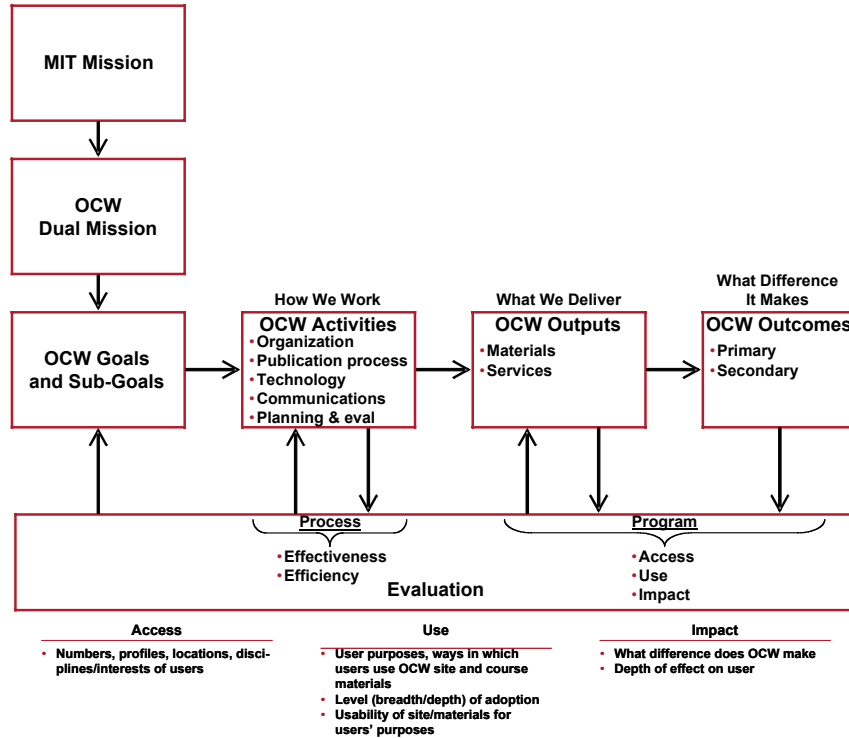 MIT Mission
OCW
Dual Mission
How We Work
What We Deliver
What Difference
It Makes
OCW Goals
and Sub-Goals
OCW Activities
• Organization
• Publication process
• Technology
• Communications
• Planning & eval
OCW Outputs
• Materials
• Services
OCW Outcomes
• Primary
• Secondary
Process
• Effectiveness
• Efficiency
Program
• Access
• Use
• Impact
Evaluation
Access
• Numbers, profiles, locations, disci-
plines/interests of users
Use
• User purposes, ways in which
users use OCW site and course
materials
• Level (breadth/depth) of adoption
• Usability of site/materials for
users' purposes
Impact
• What difference does OCW make
• Depth of effect on user